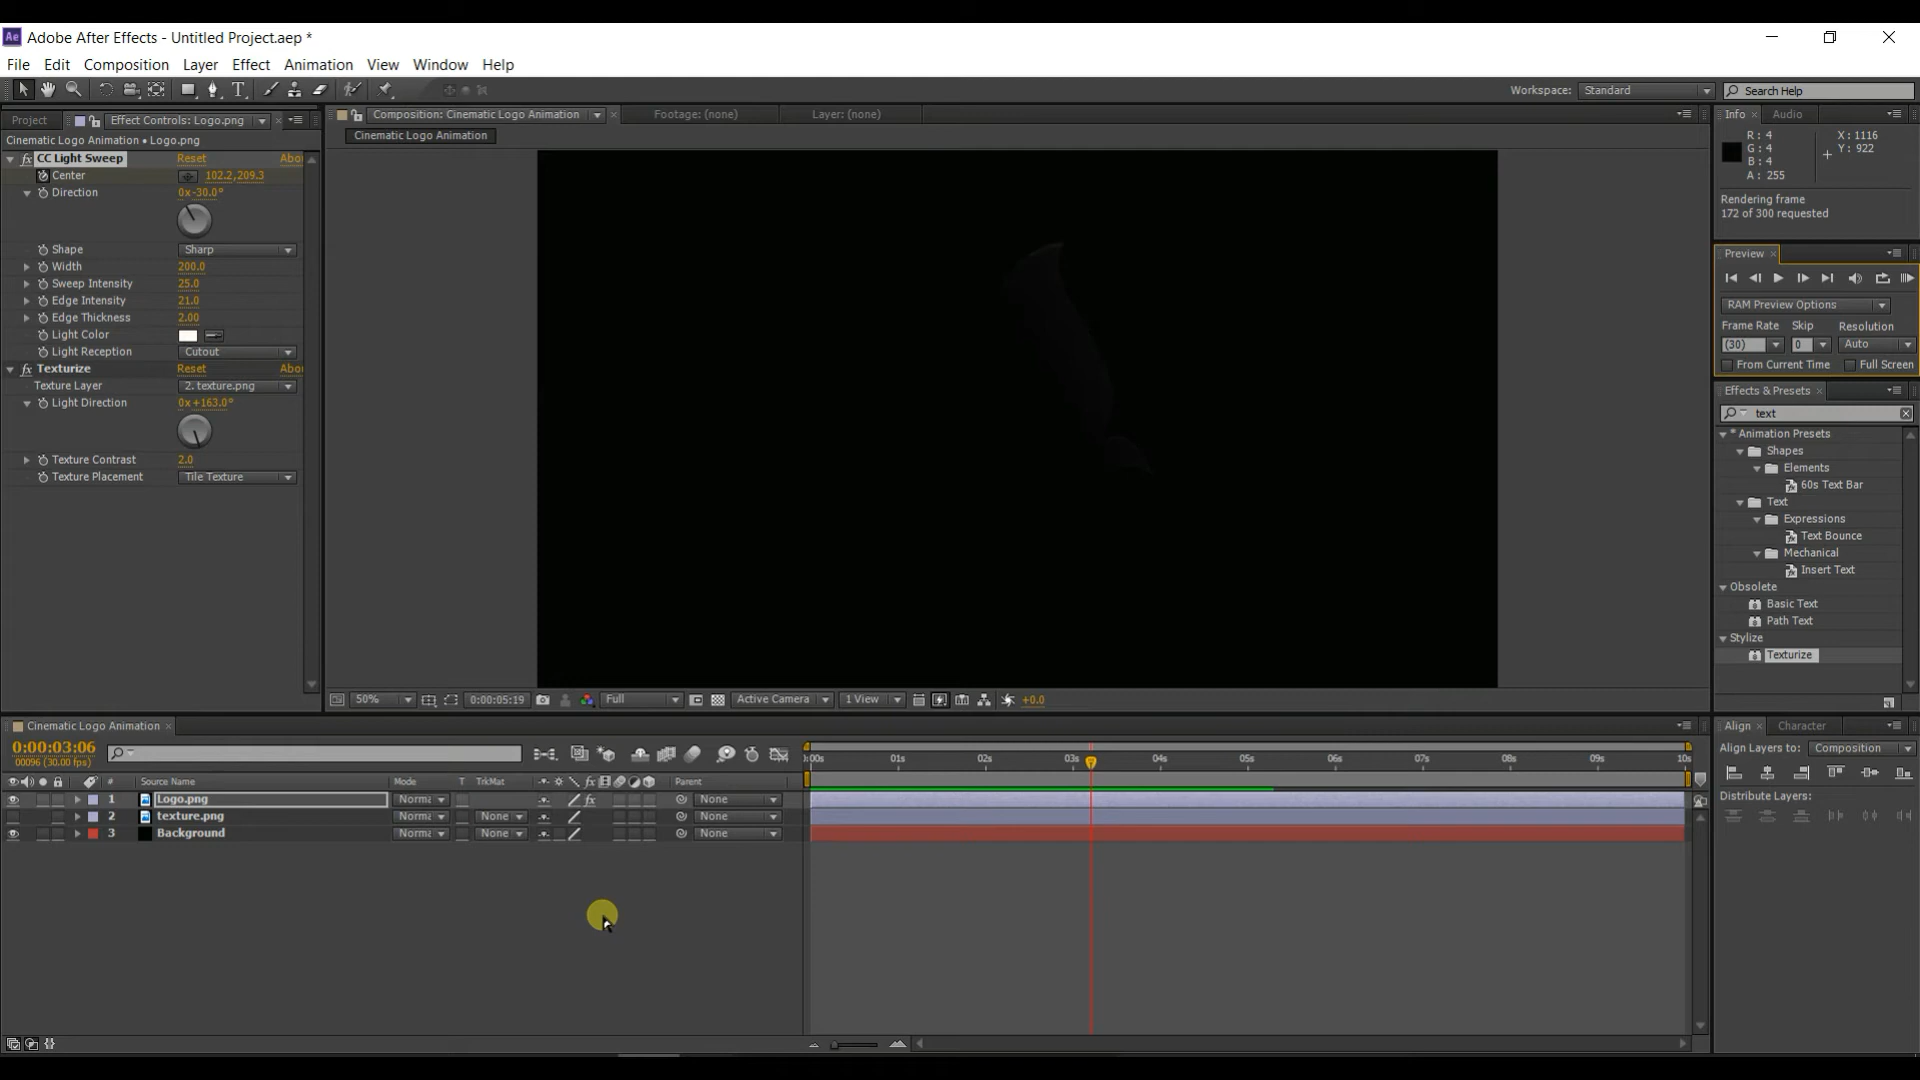 Adobe After Effects - Untitled Project.aep *
File Edit Composition Layer Effect Animation View Window Help
Workspace: Standard Search Help
Project Effect Controls: Logo.png
Cinematic Logo Animation • Logo.png
fx CC Light Sweep Reset Abo
Center 102.2,209.3
Direction 0x-30.0°
Shape Sharp
Width 200.0
Sweep Intensity 25.0
Edge Intensity 21.0
Edge Thickness 2.00
Light Color
Light Reception Cutout
fx Texturize Reset Abo
Texture Layer 2. texture.png
Light Direction 0x+163.0°
Texture Contrast 2.0
Texture Placement Tile Texture
Composition: Cinematic Logo Animation Footage: (none) Layer: (none)
Cinematic Logo Animation
50% 0:00:05:19 Full Active Camera 1 View +0.0
Info Audio
R: 4 X: 1116
G: 4 Y: 922
B: 4
A: 255
Rendering frame
172 of 300 requested
Preview
RAM Preview Options
Frame Rate Skip Resolution
(30) 0 Auto
From Current Time Full Screen
Effects & Presets
text
* Animation Presets
Shapes
Elements
60s Text Bar
Text
Expressions
Text Bounce
Mechanical
Insert Text
Obsolete
Basic Text
Path Text
Stylize
Texturize
Cinematic Logo Animation
0:00:03:06
00096 (30.00 fps)
:00s 01s 02s 03s 04s 05s 06s 07s 08s 09s 10s
# Source Name Mode T TrkMat fx Parent
1 Logo.png Norma fx None
2 texture.png Norma None None
3 Background Norma None None
Align Character
Align Layers to: Composition
Distribute Layers: